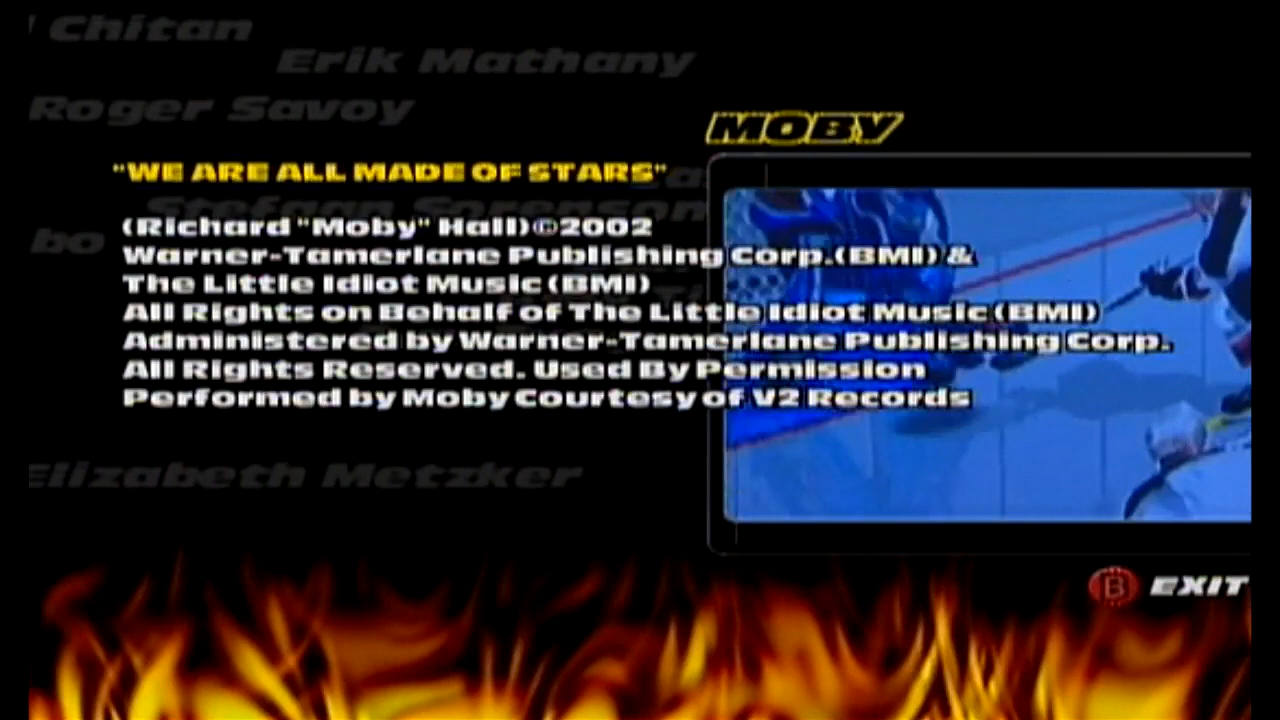 Chitan
Erik Mathany
Roger Savoy
MOBY
"WE ARE ALL MADE OF STARS"
Stefaan Sorenson
(Richard "Moby" Hall)©2002
bo
Warner-Tamerlane Publishing Corp.(BMI) &
The Little Idiot Music (BMI)
All Rights on Behalf of The Little Idiot Music (BMI)
Administered by Warner-Tamerlane Publishing Corp.
All Rights Reserved. Used By Permission
Performed by Moby Courtesy of V2 Records
Elizabeth Metzker
B EXIT